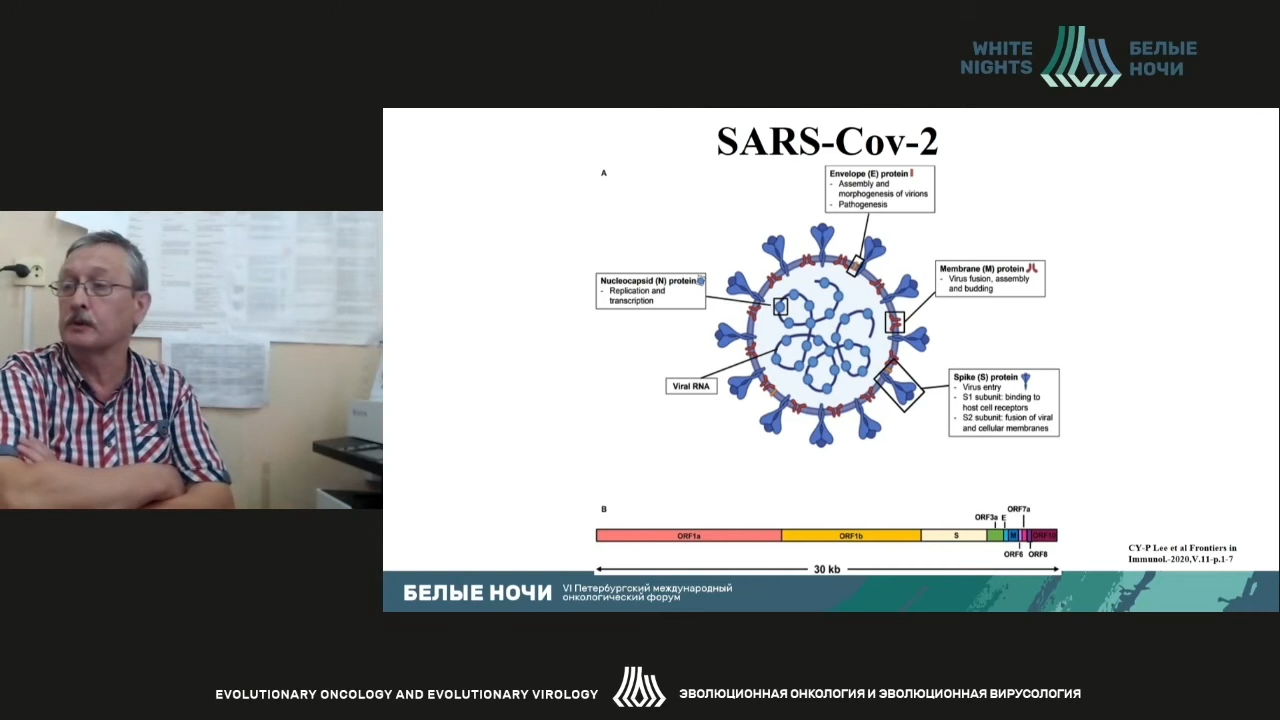 WHITE
NIGHTS
БЕЛЫЕ
НОЧИ
SARS-Cov-2
A
Envelope (E) protein
- Assembly and
morphogenesis of virions
- Pathogenesis
Nucleocapsid (N) protein
- Replication and
transcription
Membrane (M) protein
- Virus fusion, assembly
and budding
Viral RNA
Spike (S) protein
- Virus entry
- S1 subunit: binding to
host cell receptors
- S2 subunit: fusion of viral
and cellular membranes
B
ORF7a
ORF3a E
ORF1a ORF1b S M ORF10
ORF6 ORF8
30 kb
CY-P Lee et al Frontiers in
Immunol.-2020,V.11-p.1-7
БЕЛЫЕ НОЧИ
VI Петербургский международный
онкологический форум
EVOLUTIONARY ONCOLOGY AND EVOLUTIONARY VIROLOGY
ЭВОЛЮЦИОННАЯ ОНКОЛОГИЯ И ЭВОЛЮЦИОННАЯ ВИРУСОЛОГИЯ